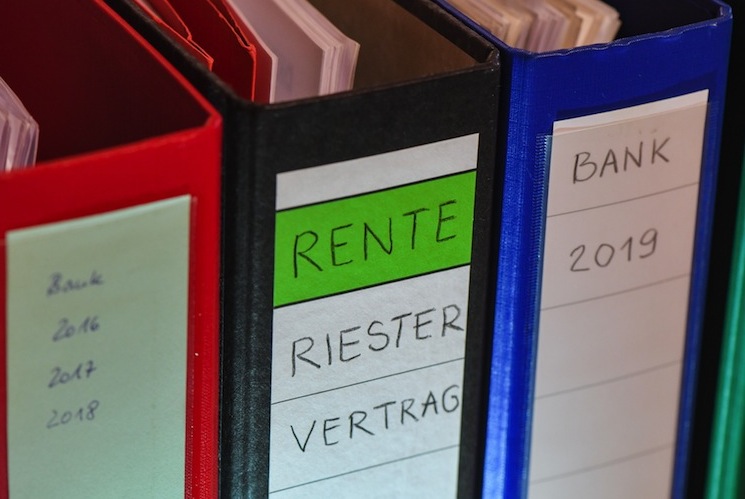 Bank
2016
2017
2018
RENTE
RIESTER
VERTRAG
BANK
2019